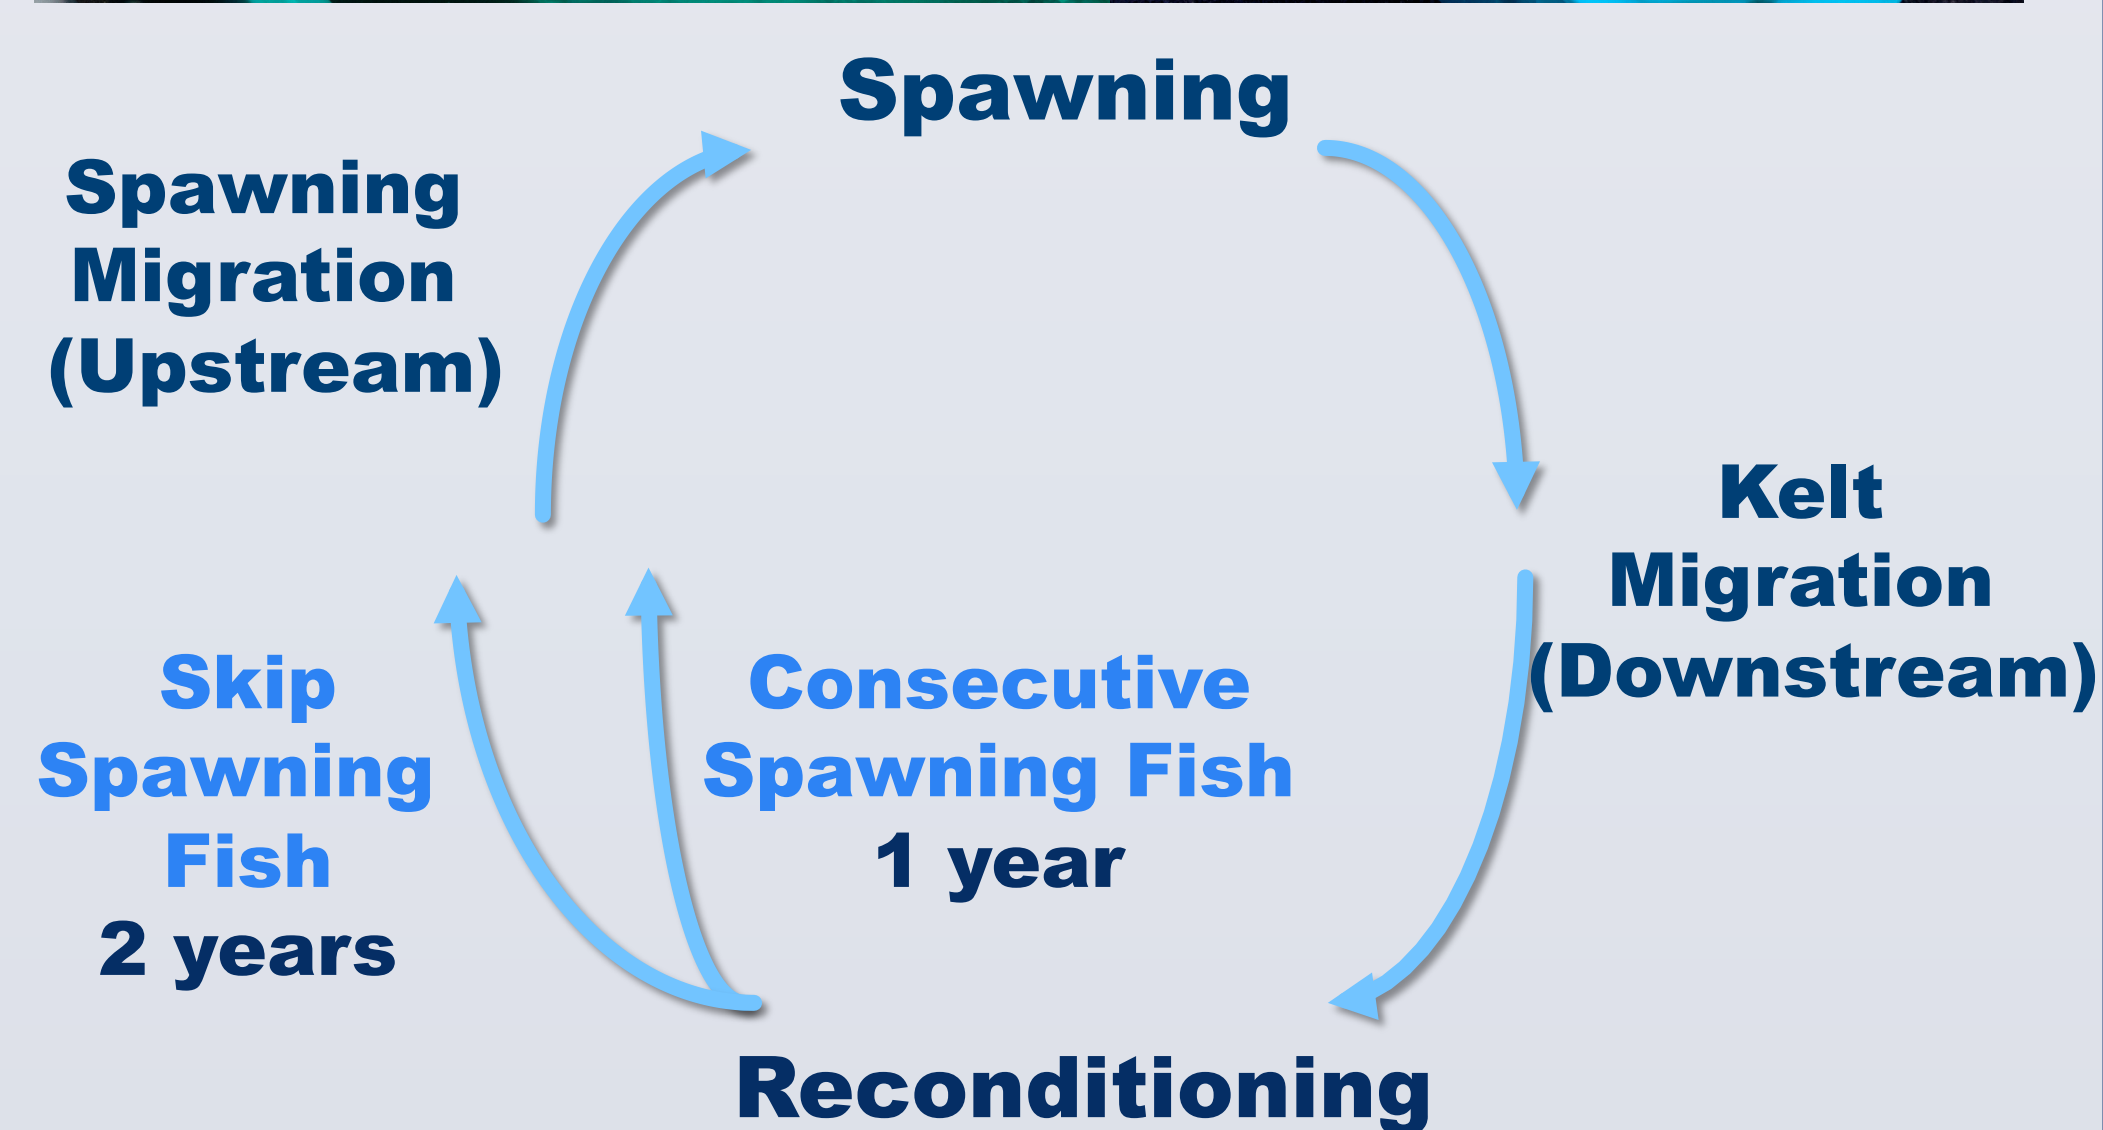 Spawning
Spawning
Migration
(Upstream)
Kelt
Migration
(Downstream)
Skip
Spawning
Fish
2 years
Consecutive
Spawning Fish
1 year
Reconditioning